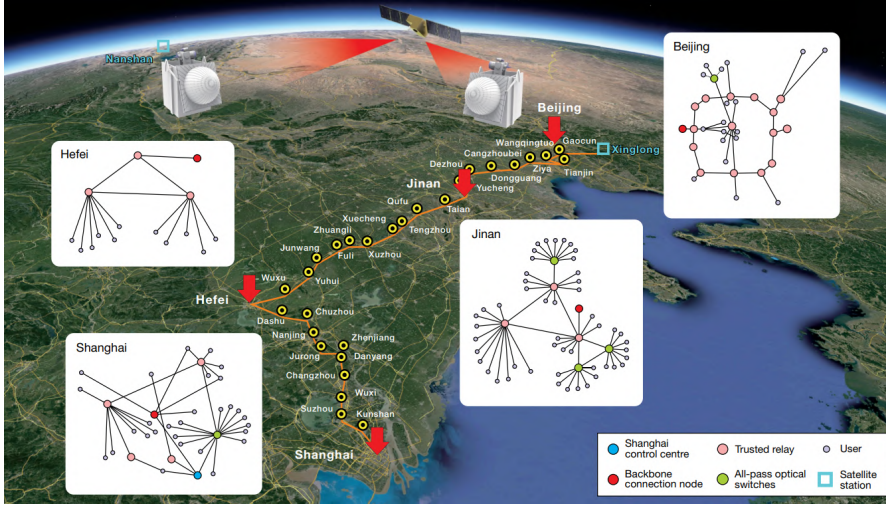 Nanshan
Beijing
Beijing
Wangqingtuo
Gaocun
Xinglong
Cangzhoubei
Dezhou
Ziya
Tianjin
Dongguang
Hefei
Jinan
Yucheng
Qufu
Taian
Xuecheng
Zhuangli
Tengzhou
Jinan
Junwang
Fuli
Xuzhou
Wuxu
Yuhui
Hefei
Chuzhou
Dashu
Nanjing
Zhenjiang
Shanghai
Jurong
Danyang
Changzhou
Wuxi
Suzhou
Kunshan
Shanghai
Shanghai
control centre
Trusted relay
User
Backbone
connection node
All-pass optical
switches
Satellite
station